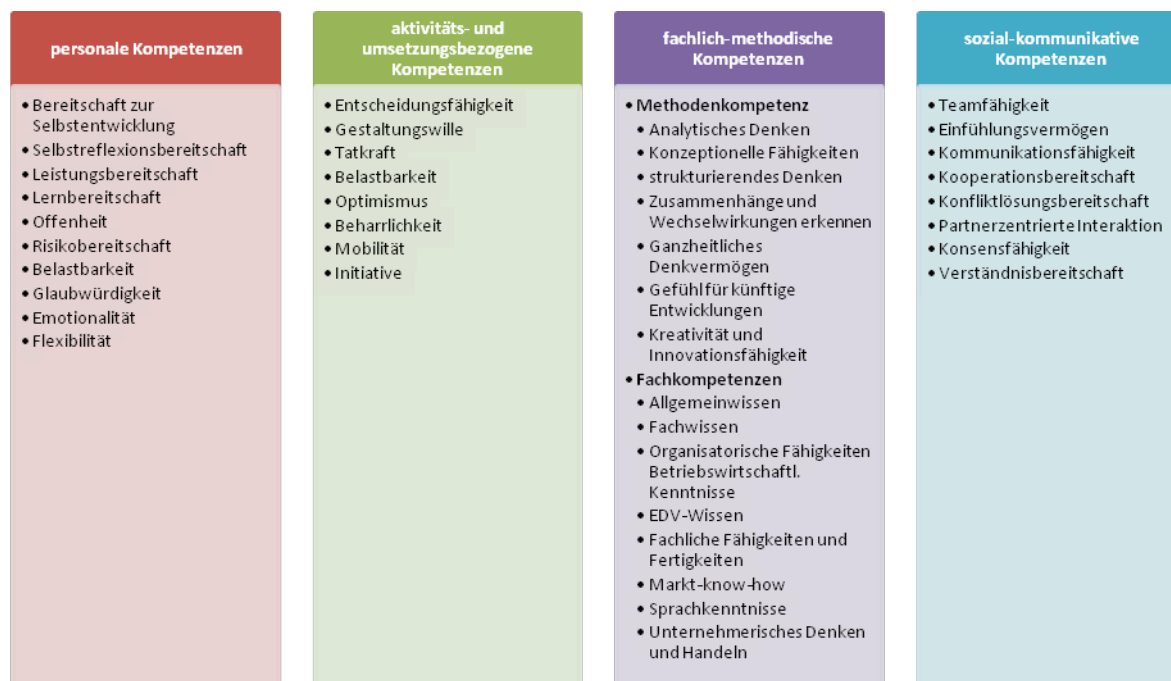 personale Kompetenzen
• Bereitschaft zur
Selbstentwicklung
• Selbstreflexionsbereitschaft
• Leistungsbereitschaft
• Lernbereitschaft
• Offenheit
• Risikobereitschaft
• Belastbarkeit
• Glaubwürdigkeit
• Emotionalität
• Flexibilität
aktivitäts- und
umsetzungsbezogene
Kompetenzen
• Entscheidungsfähigkeit
• Gestaltungswille
• Tatkraft
• Belastbarkeit
• Optimismus
• Beharrlichkeit
• Mobilität
• Initiative
fachlich-methodische
Kompetenzen
• Methodenkompetenz
• Analytisches Denken
• Konzeptionelle Fähigkeiten
• strukturierendes Denken
• Zusammenhänge und
Wechselwirkungen erkennen
• Ganzheitliches
Denkvermögen
• Gefühl für künftige
Entwicklungen
• Kreativität und
Innovationsfähigkeit
• Fachkompetenzen
• Allgemeinwissen
• Fachwissen
• Organisatorische Fähigkeiten
Betriebswirtschaftl.
Kenntnisse
• EDV-Wissen
• Fachliche Fähigkeiten und
Fertigkeiten
• Markt-know-how
• Sprachkenntnisse
• Unternehmerisches Denken
und Handeln
sozial-kommunikative
Kompetenzen
• Teamfähigkeit
• Einfühlungsvermögen
• Kommunikationsfähigkeit
• Kooperationsbereitschaft
• Konfliktlösungsbereitschaft
• Partnerzentrierte Interaktion
• Konsensfähigkeit
• Verständnisbereitschaft